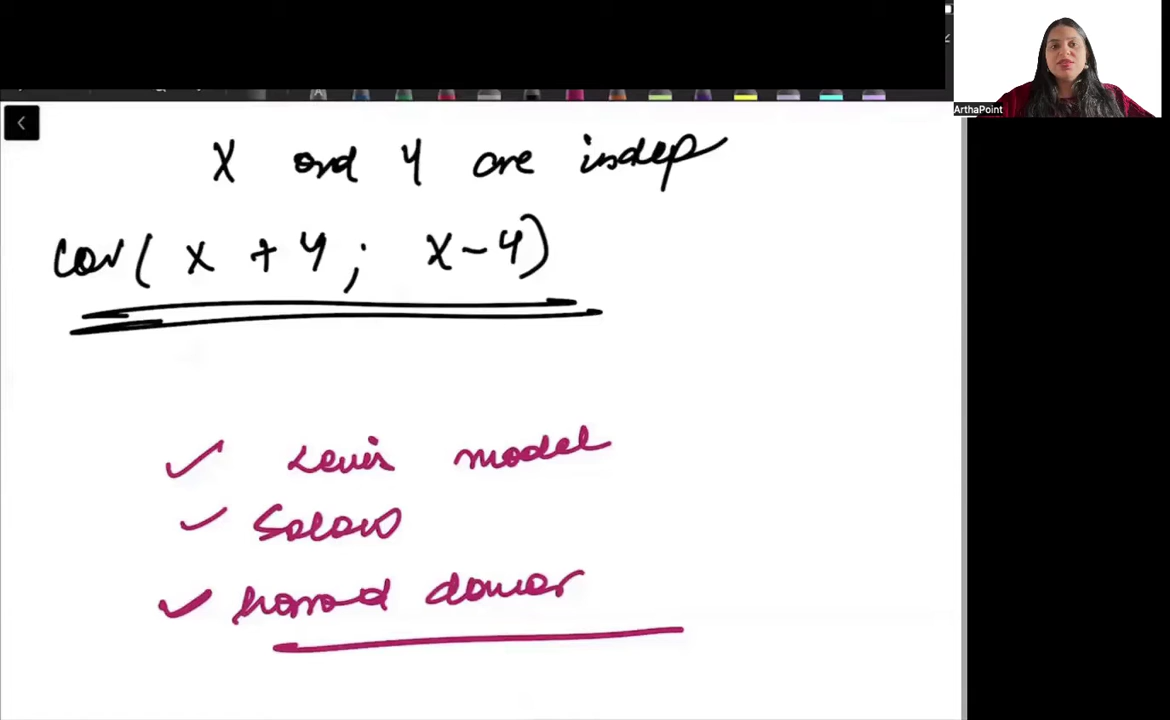 ArthaPoint
X and Y are indep
Cov( X + Y ; X - Y)
Lewis model
Solow
harrod domar